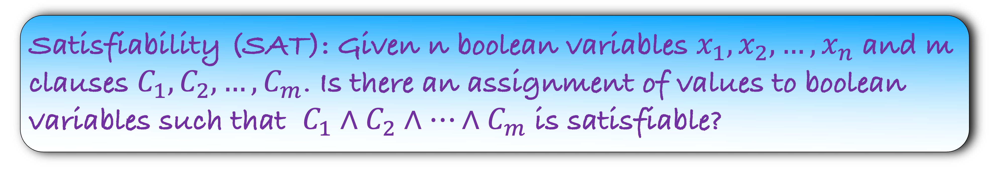 Satisfiability (SAT): Given n boolean variables x₁, x₂, … , xₙ and m
clauses C₁, C₂, … , Cₘ. Is there an assignment of values to boolean
variables such that C₁ ∧ C₂ ∧ ⋯ ∧ Cₘ is satisfiable?